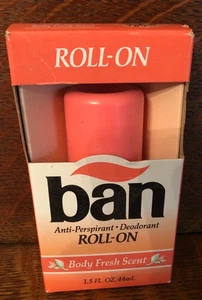 ROLL-ON
ban
Anti-Perspirant • Deodorant
ROLL-ON
Body Fresh Scent
1.5 FL. OZ. 44mL.